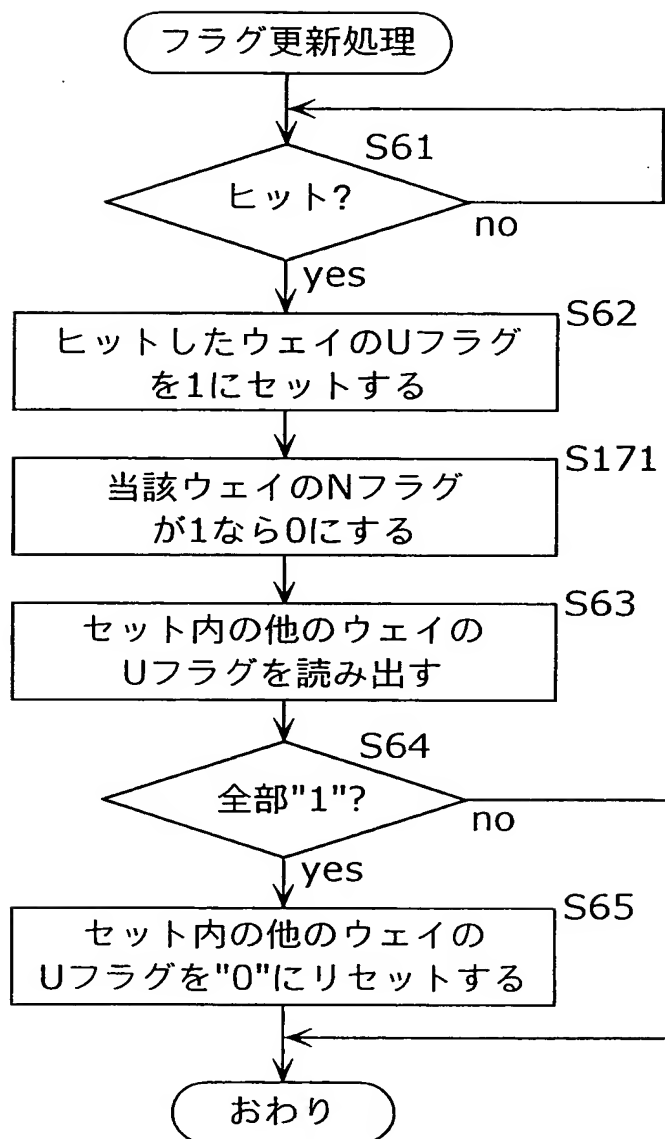 フラグ更新処理
S61
ヒット?
no
yes
S62
ヒットしたウェイのUフラグ
を1にセットする
S171
当該ウェイのNフラグ
が1なら0にする
S63
セット内の他のウェイの
Uフラグを読み出す
S64
全部"1"?
no
yes
S65
セット内の他のウェイの
Uフラグを"0"にリセットする
おわり